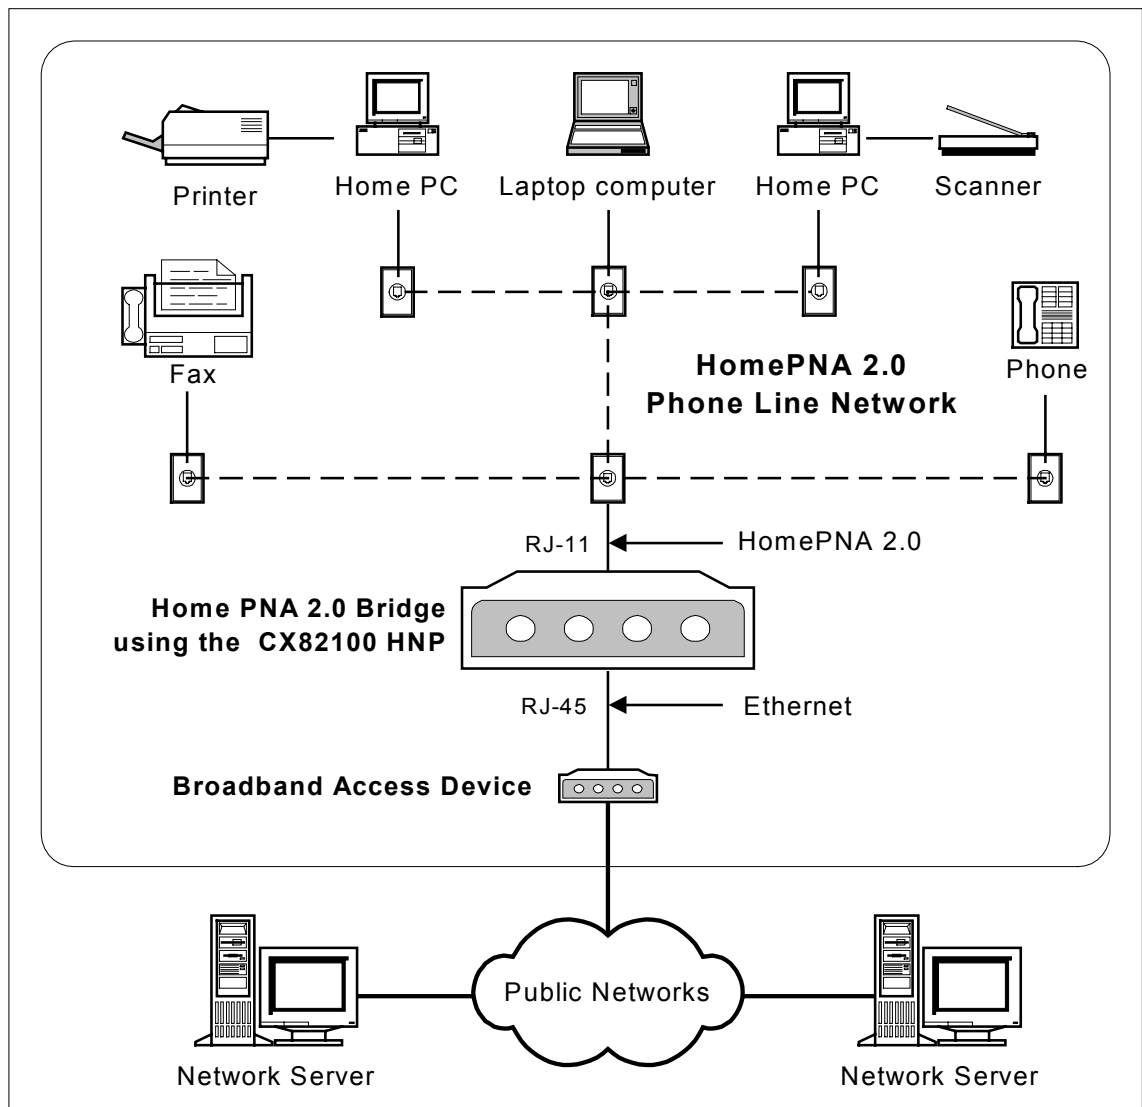 Printer
Home PC
Laptop computer
Home PC
Scanner
Fax
HomePNA 2.0
Phone Line Network
Phone
RJ-11
HomePNA 2.0
Home PNA 2.0 Bridge
using the CX82100 HNP
RJ-45
Ethernet
Broadband Access Device
Public Networks
Network Server
Network Server